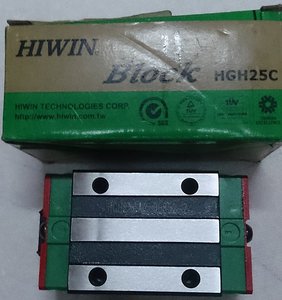 HIWIN
Block HGH25C
HIWIN TECHNOLOGIES CORP.
http://www.hiwin.com.tw